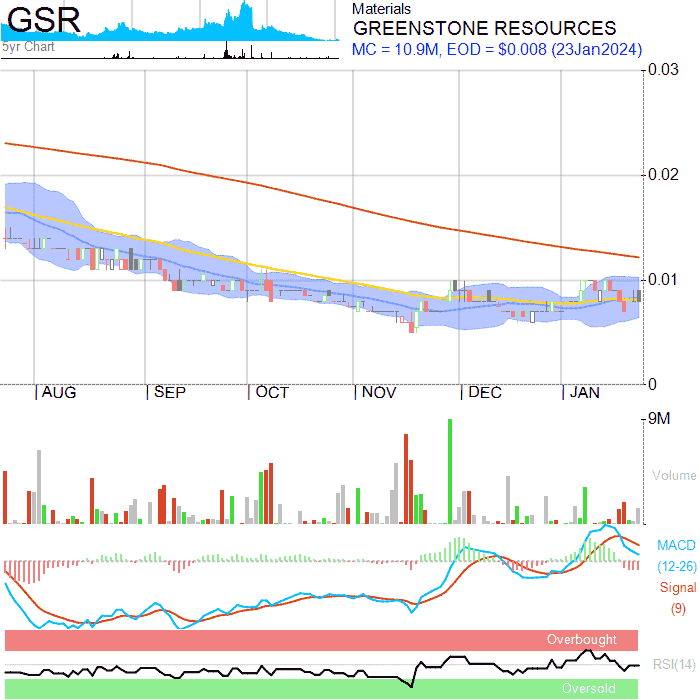 GSR
5yr Chart
Materials
GREENSTONE RESOURCES
MC = 10.9M, EOD = $0.008 (23Jan2024)
0.03
0.02
0.01
0
AUG SEP OCT NOV DEC JAN
9M
Volume
MACD
(12-26)
Signal
(9)
Overbought
RSI(14)
Oversold